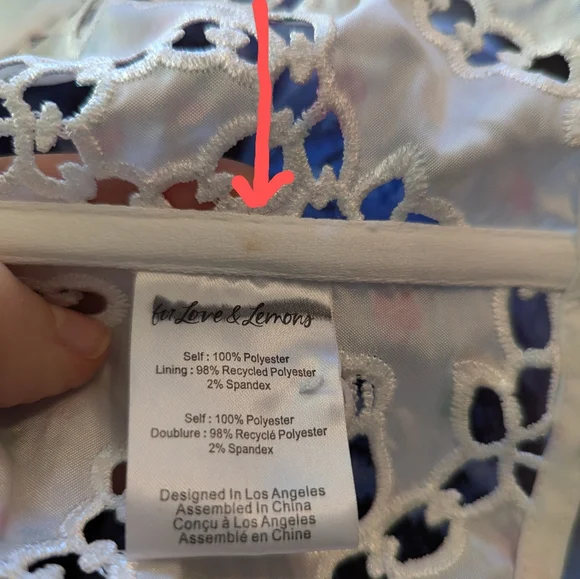 for Love & Lemons
Self : 100% Polyester
Lining : 98% Recycled Polyester
2% Spandex
Self : 100% Polyester
Doublure : 98% Recyclé Polyester
2% Spandex
Designed In Los Angeles
Assembled In China
Conçu à Los Angeles
Assemblé en Chine